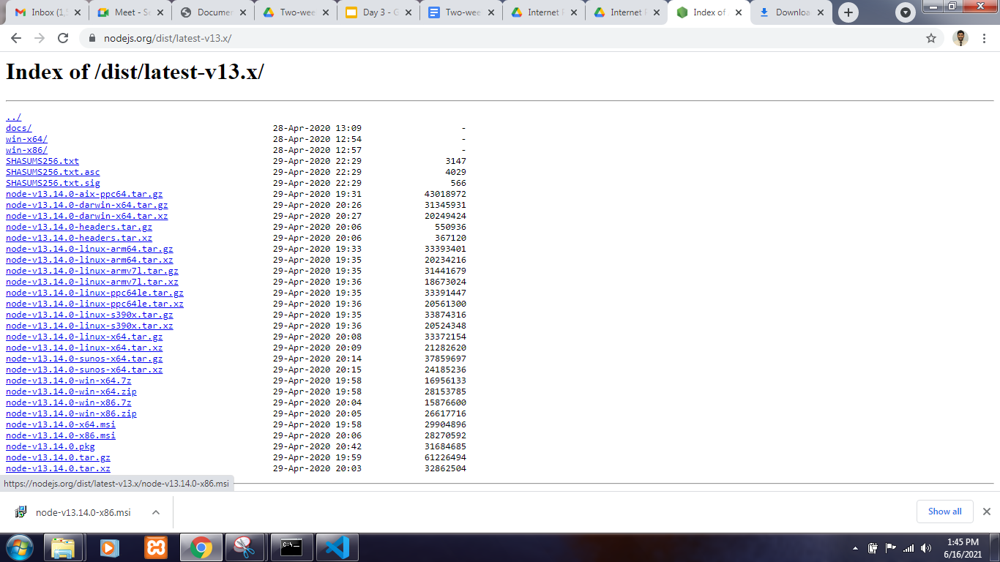 Inbox (1,
Meet - Se
Documen
Two-wee
Day 3 - G
Two-wee
Internet P
Internet P
Index of
Downloa
nodejs.org/dist/latest-v13.x/
Index of /dist/latest-v13.x/
../
docs/ 28-Apr-2020 13:09 -
win-x64/ 28-Apr-2020 12:54 -
win-x86/ 28-Apr-2020 12:57 -
SHASUMS256.txt 29-Apr-2020 22:29 3147
SHASUMS256.txt.asc 29-Apr-2020 22:29 4029
SHASUMS256.txt.sig 29-Apr-2020 22:29 566
node-v13.14.0-aix-ppc64.tar.gz 29-Apr-2020 19:31 43018972
node-v13.14.0-darwin-x64.tar.gz 29-Apr-2020 20:26 31345931
node-v13.14.0-darwin-x64.tar.xz 29-Apr-2020 20:27 20249424
node-v13.14.0-headers.tar.gz 29-Apr-2020 20:06 550936
node-v13.14.0-headers.tar.xz 29-Apr-2020 20:06 367120
node-v13.14.0-linux-arm64.tar.gz 29-Apr-2020 19:33 33393401
node-v13.14.0-linux-arm64.tar.xz 29-Apr-2020 19:35 20234216
node-v13.14.0-linux-armv7l.tar.gz 29-Apr-2020 19:35 31441679
node-v13.14.0-linux-armv7l.tar.xz 29-Apr-2020 19:36 18673024
node-v13.14.0-linux-ppc64le.tar.gz 29-Apr-2020 19:35 33391447
node-v13.14.0-linux-ppc64le.tar.xz 29-Apr-2020 19:36 20561300
node-v13.14.0-linux-s390x.tar.gz 29-Apr-2020 19:35 33874316
node-v13.14.0-linux-s390x.tar.xz 29-Apr-2020 19:36 20524348
node-v13.14.0-linux-x64.tar.gz 29-Apr-2020 20:08 33372154
node-v13.14.0-linux-x64.tar.xz 29-Apr-2020 20:09 21282620
node-v13.14.0-sunos-x64.tar.gz 29-Apr-2020 20:14 37859697
node-v13.14.0-sunos-x64.tar.xz 29-Apr-2020 20:15 24185236
node-v13.14.0-win-x64.7z 29-Apr-2020 19:58 16956133
node-v13.14.0-win-x64.zip 29-Apr-2020 19:58 28153785
node-v13.14.0-win-x86.7z 29-Apr-2020 20:04 15876600
node-v13.14.0-win-x86.zip 29-Apr-2020 20:05 26617716
node-v13.14.0-x64.msi 29-Apr-2020 19:58 29904896
node-v13.14.0-x86.msi 29-Apr-2020 20:06 28270592
node-v13.14.0.pkg 29-Apr-2020 20:42 31684685
node-v13.14.0.tar.gz 29-Apr-2020 19:59 61226494
node-v13.14.0.tar.xz 29-Apr-2020 20:03 32862504
https://nodejs.org/dist/latest-v13.x/node-v13.14.0-x86.msi
node-v13.14.0-x86.msi
Show all
C:\_
1:45 PM
6/16/2021